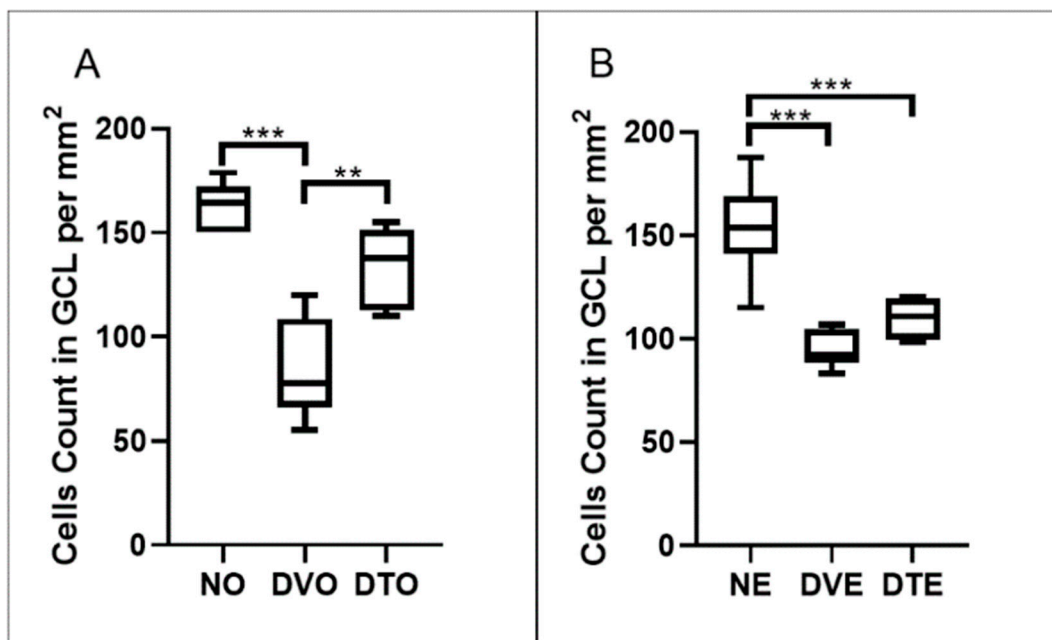 A
Cells Count in GCL per mm²
200
150
100
50
0
***
**
NO DVO DTO
B
Cells Count in GCL per mm²
200
150
100
50
0
***
***
NE DVE DTE